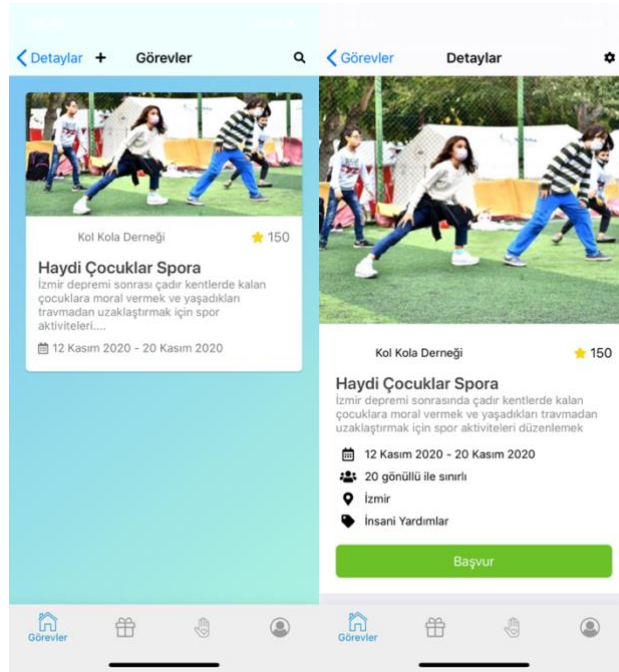 Detaylar
Görevler
Kol Kola Derneği
150
Haydi Çocuklar Spora
İzmir depremi sonrası çadır kentlerde kalan
çocuklara moral vermek ve yaşadıkları
travmadan uzaklaştırmak için spor
aktiviteleri....
12 Kasım 2020 - 20 Kasım 2020
Görevler
Görevler
Detaylar
Kol Kola Derneği
150
Haydi Çocuklar Spora
İzmir depremi sonrasında çadır kentlerde kalan
çocuklara moral vermek ve yaşadıkları travmadan
uzaklaştırmak için spor aktiviteleri düzenlemek
12 Kasım 2020 - 20 Kasım 2020
20 gönüllü ile sınırlı
İzmir
İnsani Yardımlar
Başvur
Görevler